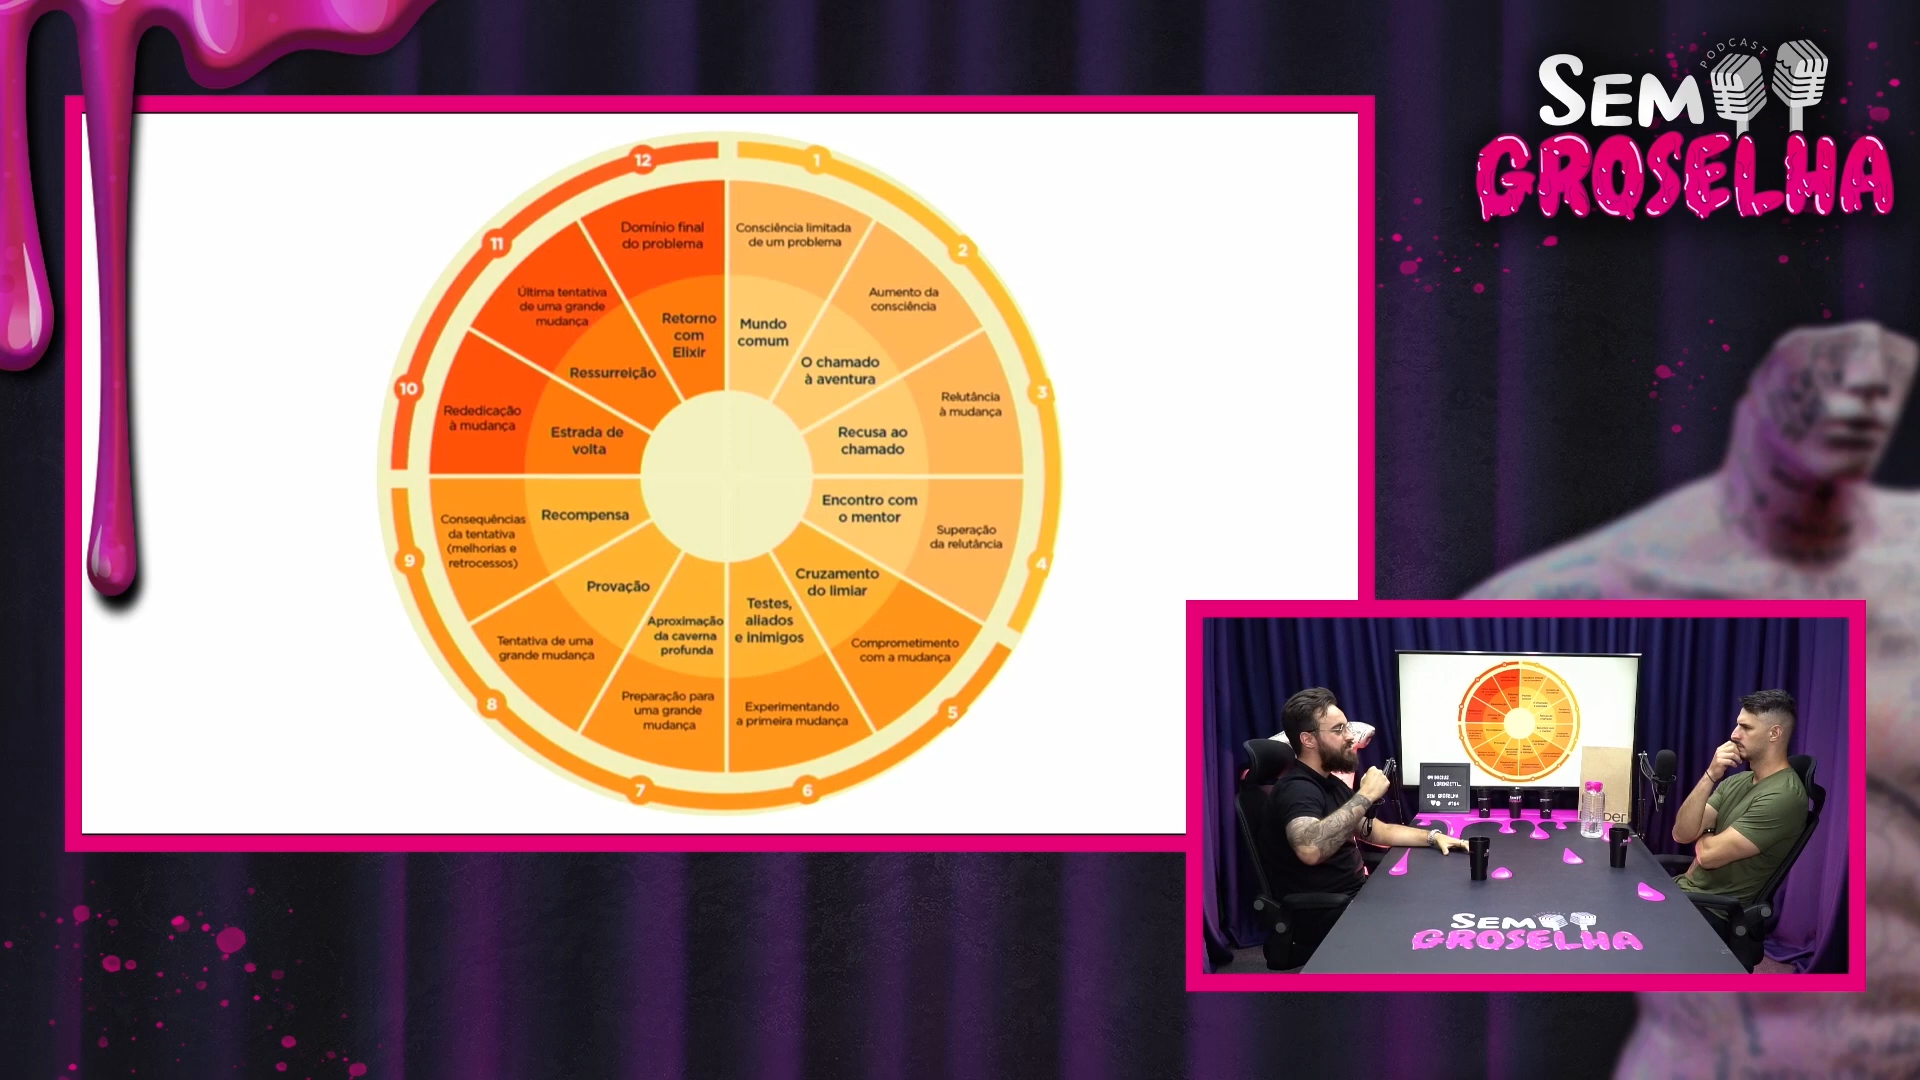 PODCAST
SEM
GROSELHA
12
1
11
2
10
3
9
4
8
5
7
6
Domínio final
do problema
Consciência limitada
de um problema
Última tentativa
de uma grande
mudança
Aumento da
consciência
Retorno
com
Elixir
Mundo
comum
Ressurreição
O chamado
à aventura
Rededicação
à mudança
Relutância
à mudança
Estrada de
volta
Recusa ao
chamado
Consequências
da tentativa
(melhorias e
retrocessos)
Recompensa
Encontro com
o mentor
Superação
da relutância
Provação
Cruzamento
do limiar
Aproximação
da caverna
profunda
Testes,
aliados
e inimigos
Tentativa de uma
grande mudança
Comprometimento
com a mudança
Preparação para
uma grande
mudança
Experimentando
a primeira mudança
SEM GROSELHA
SEM
GROSELHA